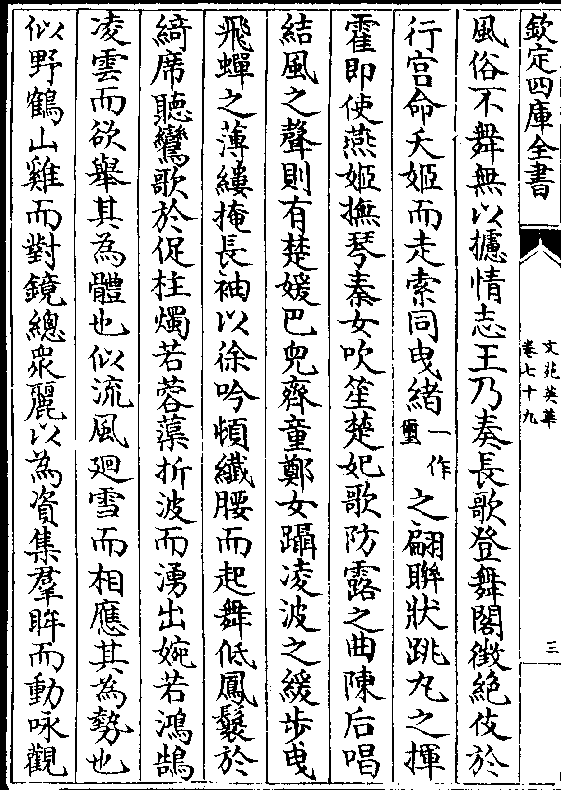 欽定四庫全書
文苑英華
卷七十九
三
風俗不舞無以攄情志王乃奏長歌登舞閣徴絶伎於
行宫命夭姬而走索同曳緒一作璽之翩聨狀跳丸之揮
霍即使燕姬撫琴秦女吹笙楚妃歌防露之曲陳后唱
結風之聲則有楚媛巴兒齊童鄭女躡凌波之緩歩曳
飛蟬之薄縷掩長袖以徐吟頓纖腰而起舞低鳳鬟於
綺席聽鸞歌於促柱燭若蓉蕖折波而湧出婉若鴻鵠
凌雲而欲舉其為體也似流風廻雪而相應其為勢也
似野鶴山雞而對鏡總衆麗以為資集羣眸而動咏觀